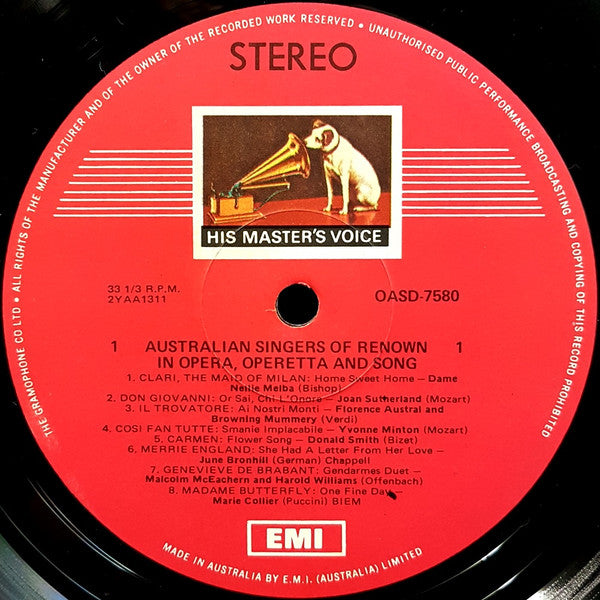 THE GRAMOPHONE CO LTD • ALL RIGHTS OF THE MANUFACTURER AND OF THE OWNER OF THE RECORDED WORK RESERVED • UNAUTHORISED PUBLIC PERFORMANCE BROADCASTING AND COPYING OF THIS RECORD PROHIBITED •
STEREO
HIS MASTER'S VOICE
33 1/3 R.P.M.
2YAA1311
OASD-7580
1 AUSTRALIAN SINGERS OF RENOWN 1
IN OPERA, OPERETTA AND SONG
1. CLARI, THE MAID OF MILAN: Home Sweet Home — Dame
Nellie Melba (Bishop)
2. DON GIOVANNI: Or Sai, Chi L'Onore — Joan Sutherland (Mozart)
3. IL TROVATORE: Ai Nostri Monti — Florence Austral and
Browning Mummery (Verdi)
4. COSI FAN TUTTE: Smanie Implacabile — Yvonne Minton (Mozart)
5. CARMEN: Flower Song — Donald Smith (Bizet)
6. MERRIE ENGLAND: She Had A Letter From Her Love —
June Bronhill (German) Chappell
7. GENEVIEVE DE BRABANT: Gendarmes Duet —
Malcolm McEachern and Harold Williams (Offenbach)
8. MADAME BUTTERFLY: One Fine Day —
Marie Collier (Puccini) BIEM
EMI
MADE IN AUSTRALIA BY E.M.I. (AUSTRALIA) LIMITED